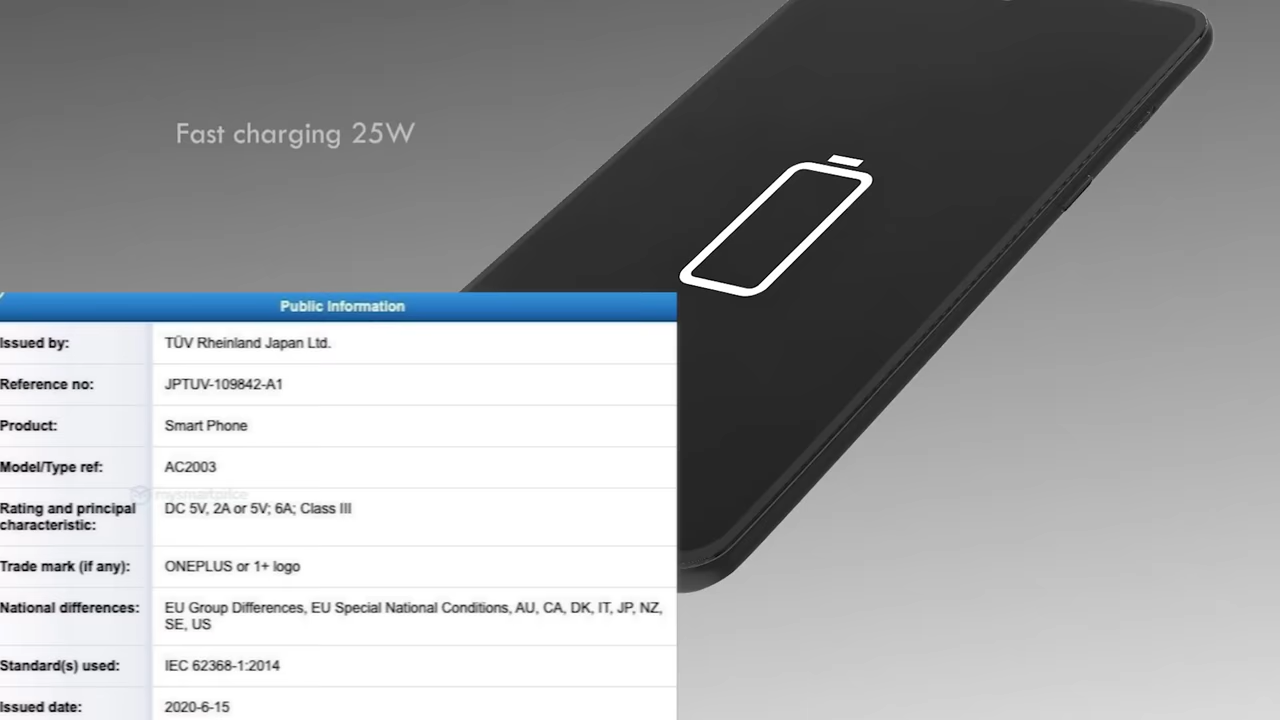 Fast charging 25W
Public Information
Issued by: TÜV Rheinland Japan Ltd.
Reference no: JPTUV-109842-A1
Product: Smart Phone
Model/Type ref: AC2003
mysmartprice
Rating and principal characteristic: DC 5V, 2A or 5V; 6A; Class III
Trade mark (if any): ONEPLUS or 1+ logo
National differences: EU Group Differences, EU Special National Conditions, AU, CA, DK, IT, JP, NZ,
SE, US
Standard(s) used: IEC 62368-1:2014
Issued date: 2020-6-15